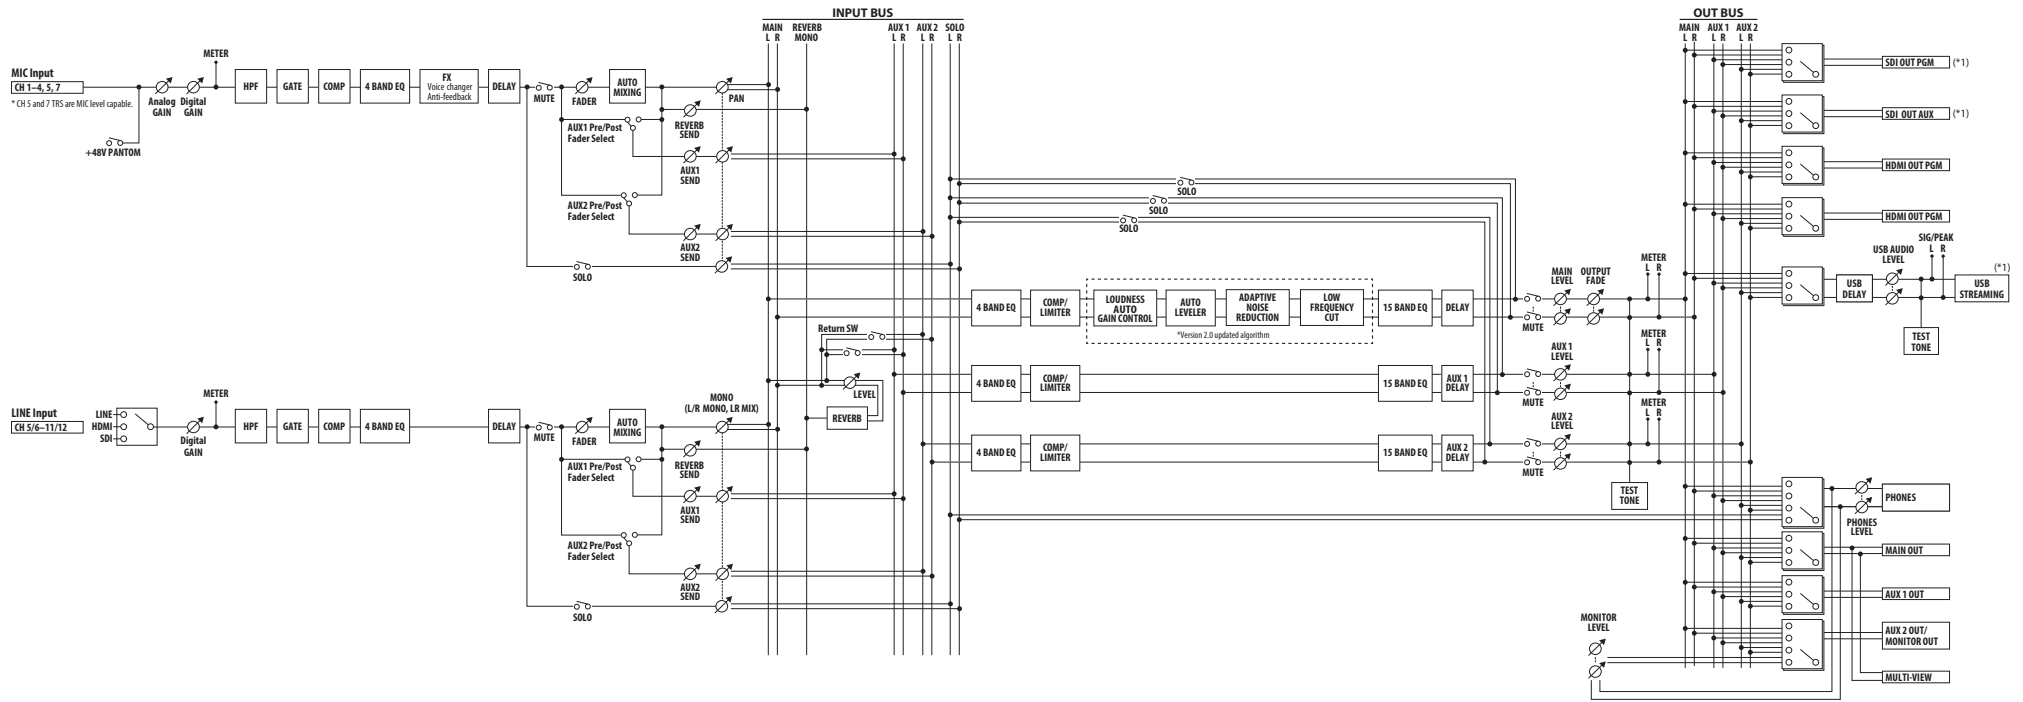 INPUT BUS
MAIN REVERB AUX 1 AUX 2 SOLO
L R MONO L R L R L R
OUT BUS
MAIN AUX 1 AUX 2
L R L R L R
MIC Input
CH 1–4, 5, 7
* CH 5 and 7 TRS are MIC level capable.
+48V PANTOM
Analog
GAIN
Digital
GAIN
METER
HPF
GATE
COMP
4 BAND EQ
FX
Voice changer
Anti-feedback
DELAY
MUTE
FADER
AUTO
MIXING
PAN
REVERB
SEND
AUX1 Pre/Post
Fader Select
AUX1
SEND
AUX2 Pre/Post
Fader Select
AUX2
SEND
SOLO
SOLO
SOLO
SOLO
4 BAND EQ
COMP/
LIMITER
LOUDNESS
AUTO
GAIN CONTROL
AUTO
LEVELER
ADAPTIVE
NOISE
REDUCTION
LOW
FREQUENCY
CUT
*Version 2.0 updated algorithm
15 BAND EQ
DELAY
MUTE
MAIN
LEVEL
OUTPUT
FADE
METER
L R
Return SW
LEVEL
REVERB
4 BAND EQ
COMP/
LIMITER
15 BAND EQ
AUX 1
DELAY
MUTE
AUX 1
LEVEL
METER
L R
4 BAND EQ
COMP/
LIMITER
15 BAND EQ
AUX 2
DELAY
MUTE
AUX 2
LEVEL
METER
L R
TEST
TONE
LINE Input
CH 5/6–11/12
LINE
HDMI
SDI
Digital
GAIN
METER
HPF
GATE
COMP
4 BAND EQ
DELAY
MUTE
FADER
AUTO
MIXING
MONO
(L/R MONO, LR MIX)
REVERB
SEND
AUX1 Pre/Post
Fader Select
AUX1
SEND
AUX2 Pre/Post
Fader Select
AUX2
SEND
SOLO
SDI OUT PGM (*1)
SDI OUT AUX (*1)
HDMI OUT PGM
HDMI OUT PGM
USB
DELAY
USB AUDIO
LEVEL
SIG/PEAK
L R
(*1)
USB
STREAMING
TEST
TONE
PHONES
PHONES
LEVEL
MAIN OUT
AUX 1 OUT
MONITOR
LEVEL
AUX 2 OUT/
MONITOR OUT
MULTI-VIEW